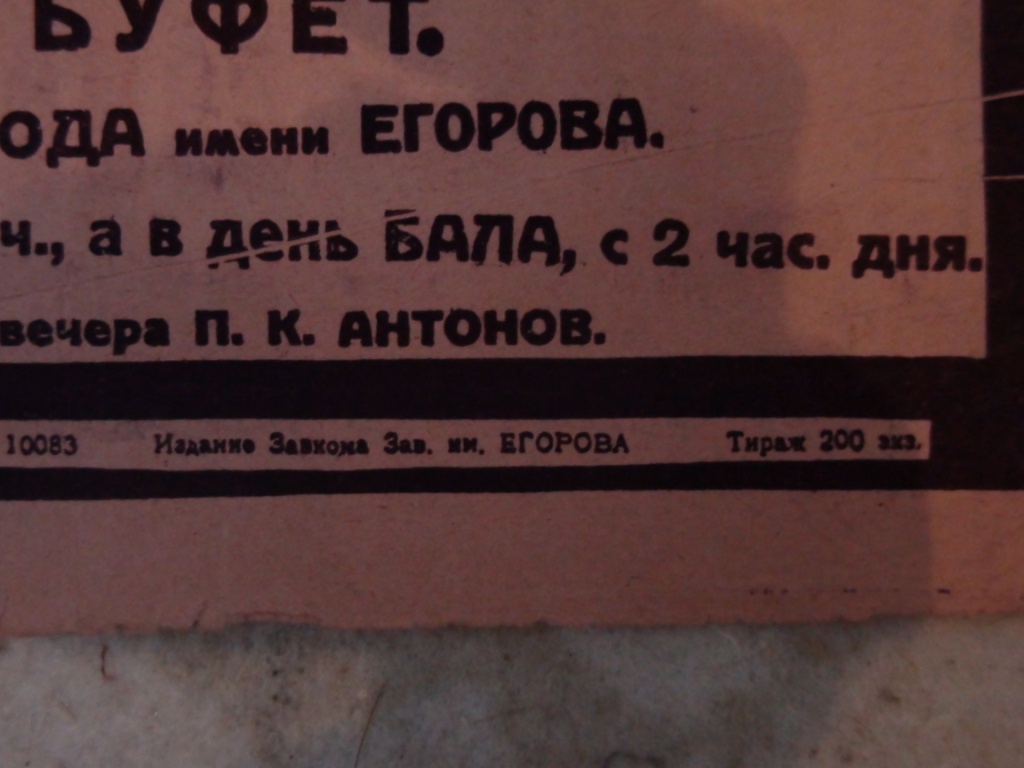 БУФЕТ.
ОДА имени ЕГОРОВА.
ч., а в день БАЛА, с 2 час. дня.
вечера П. К. АНТОНОВ.
10083 Издание Завкома Зав. им. ЕГОРОВА Тираж 200 экз.